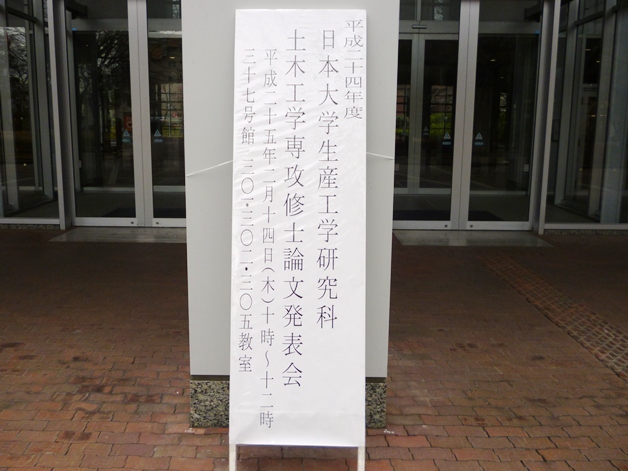 平成二十四年度
日本大学生産工学研究科
土木工学専攻修士論文発表会
平成二十五年二月十四日(木)十時～十二時
三十七号館 三〇一・三〇二・三〇五教室